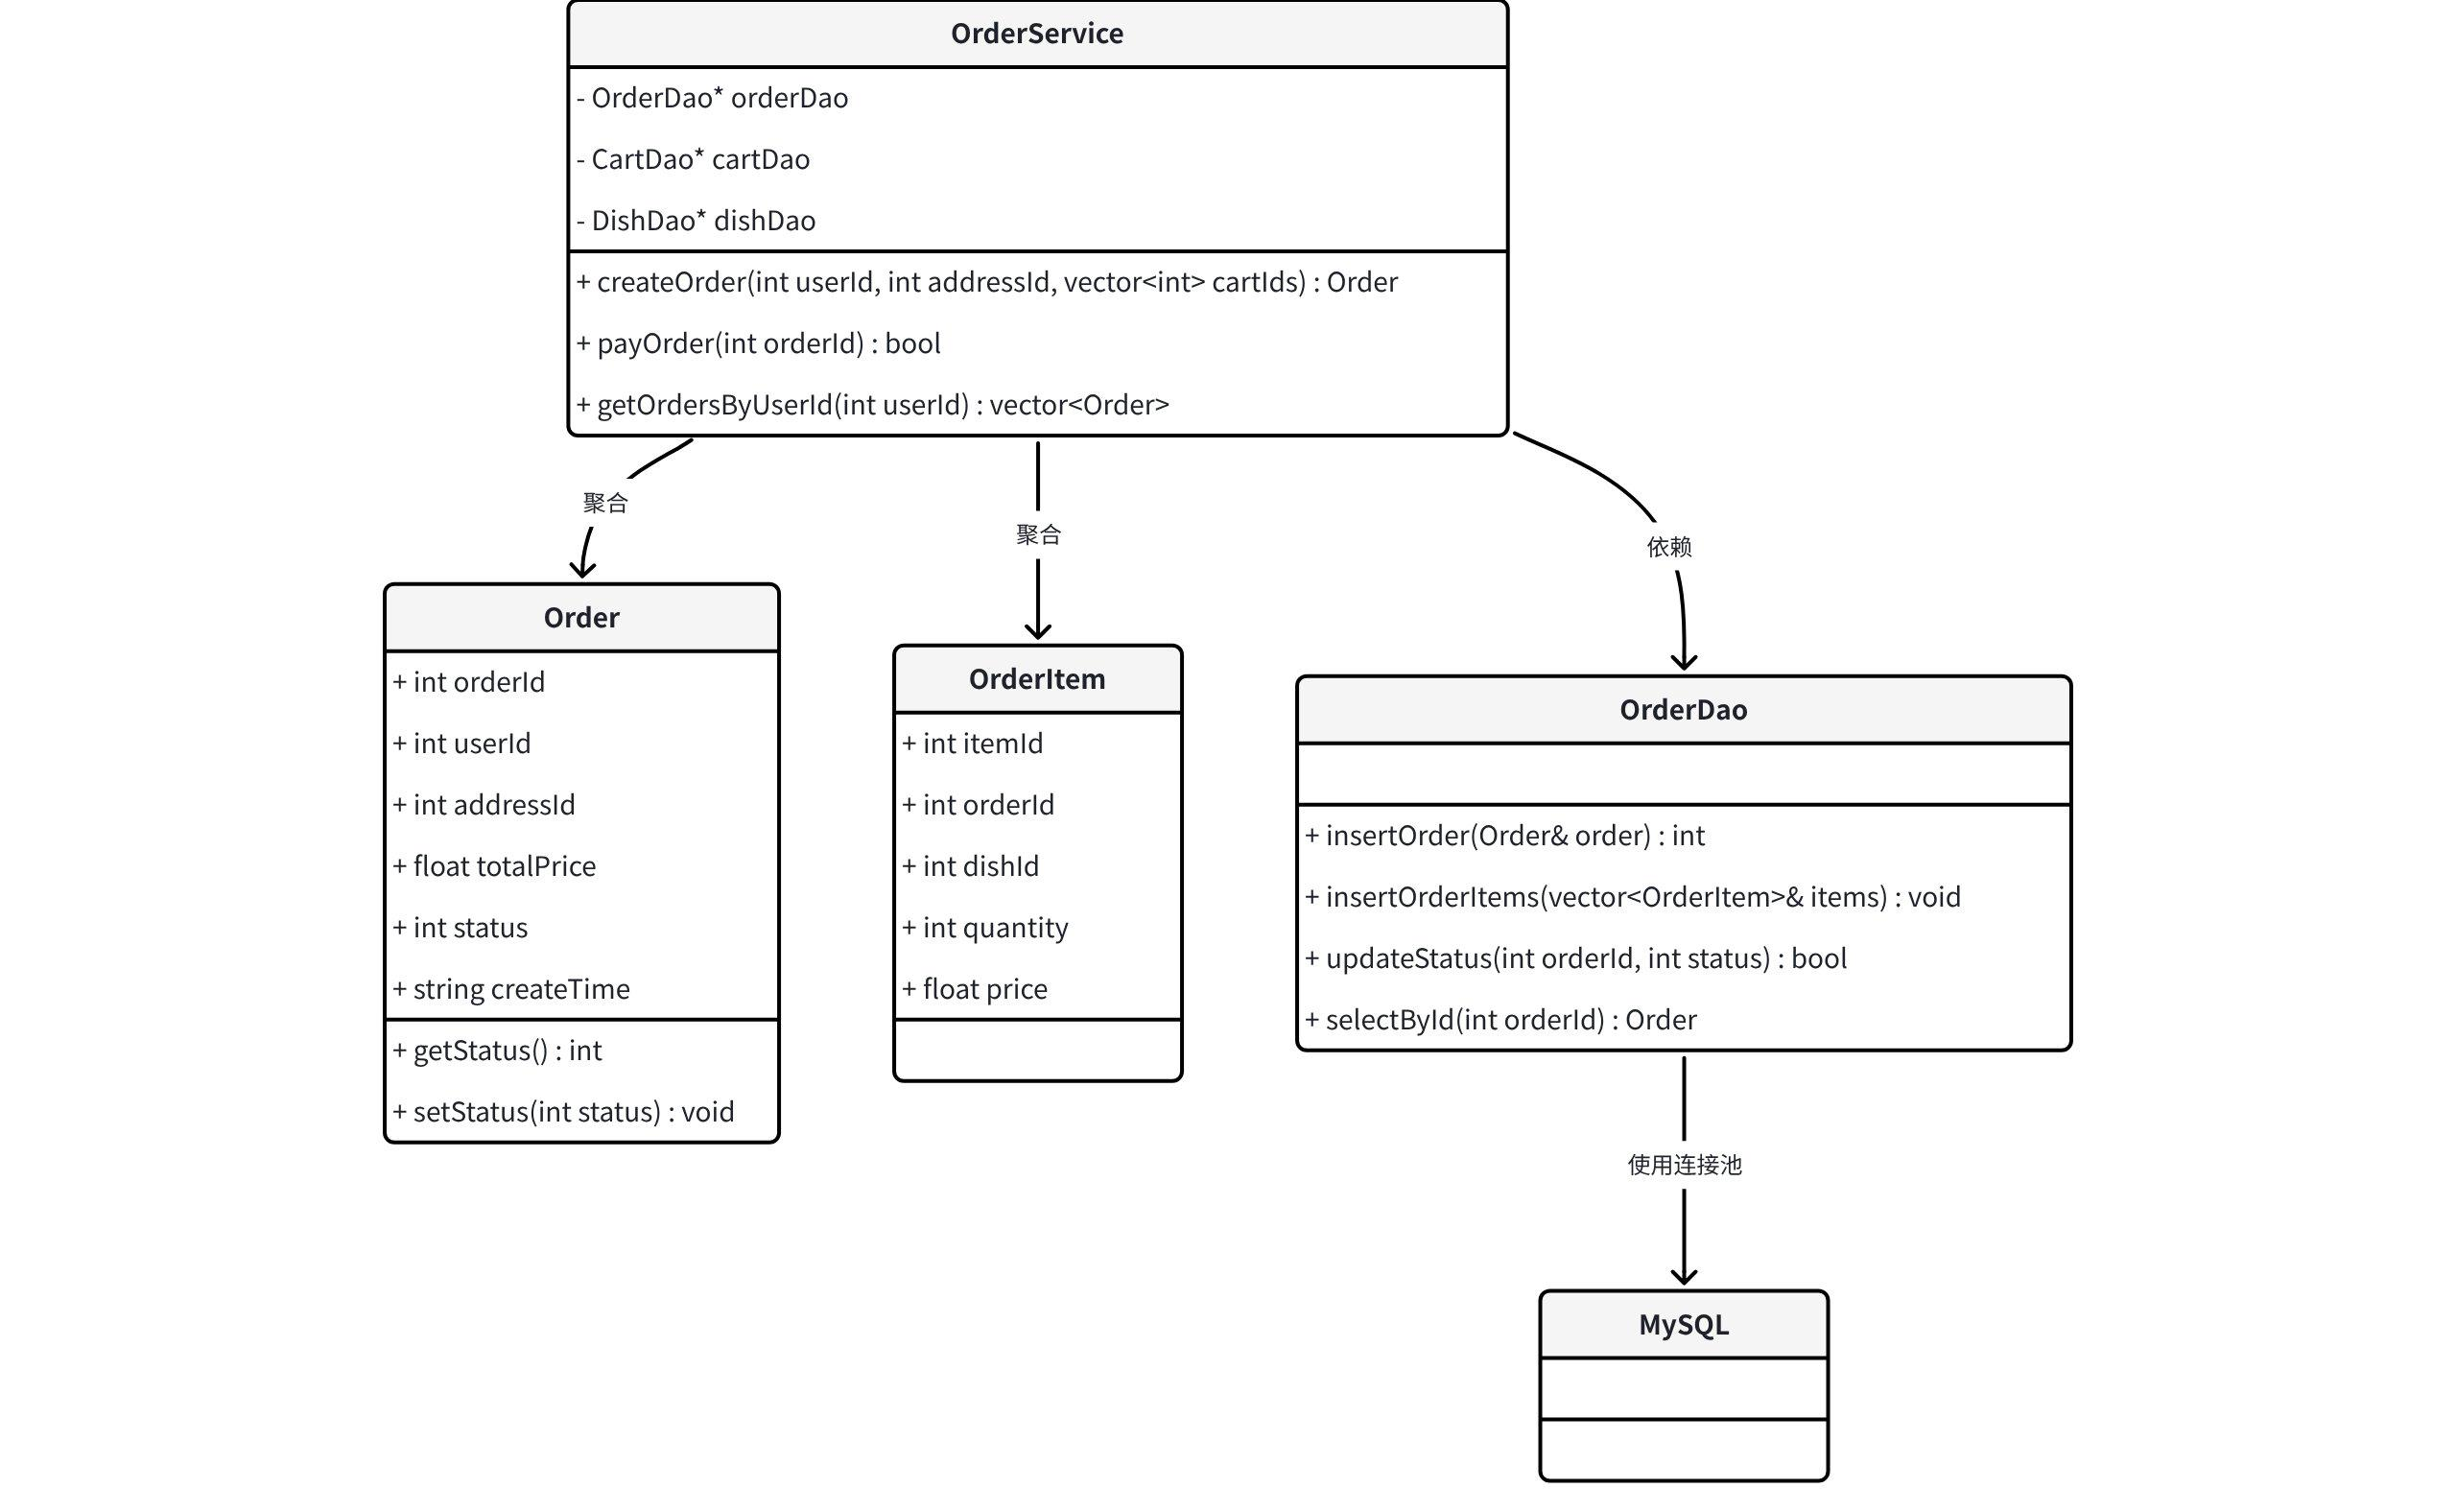 OrderService
- OrderDao* orderDao
- CartDao* cartDao
- DishDao* dishDao
+ createOrder(int userId, int addressId, vector<int> cartIds) : Order
+ payOrder(int orderId) : bool
+ getOrdersByUserId(int userId) : vector<Order>
聚合
聚合
依赖
Order
+ int orderId
+ int userId
+ int addressId
+ float totalPrice
+ int status
+ string createTime
+ getStatus() : int
+ setStatus(int status) : void
OrderItem
+ int itemId
+ int orderId
+ int dishId
+ int quantity
+ float price
OrderDao
+ insertOrder(Order& order) : int
+ insertOrderItems(vector<OrderItem>& items) : void
+ updateStatus(int orderId, int status) : bool
+ selectById(int orderId) : Order
使用连接池
MySQL